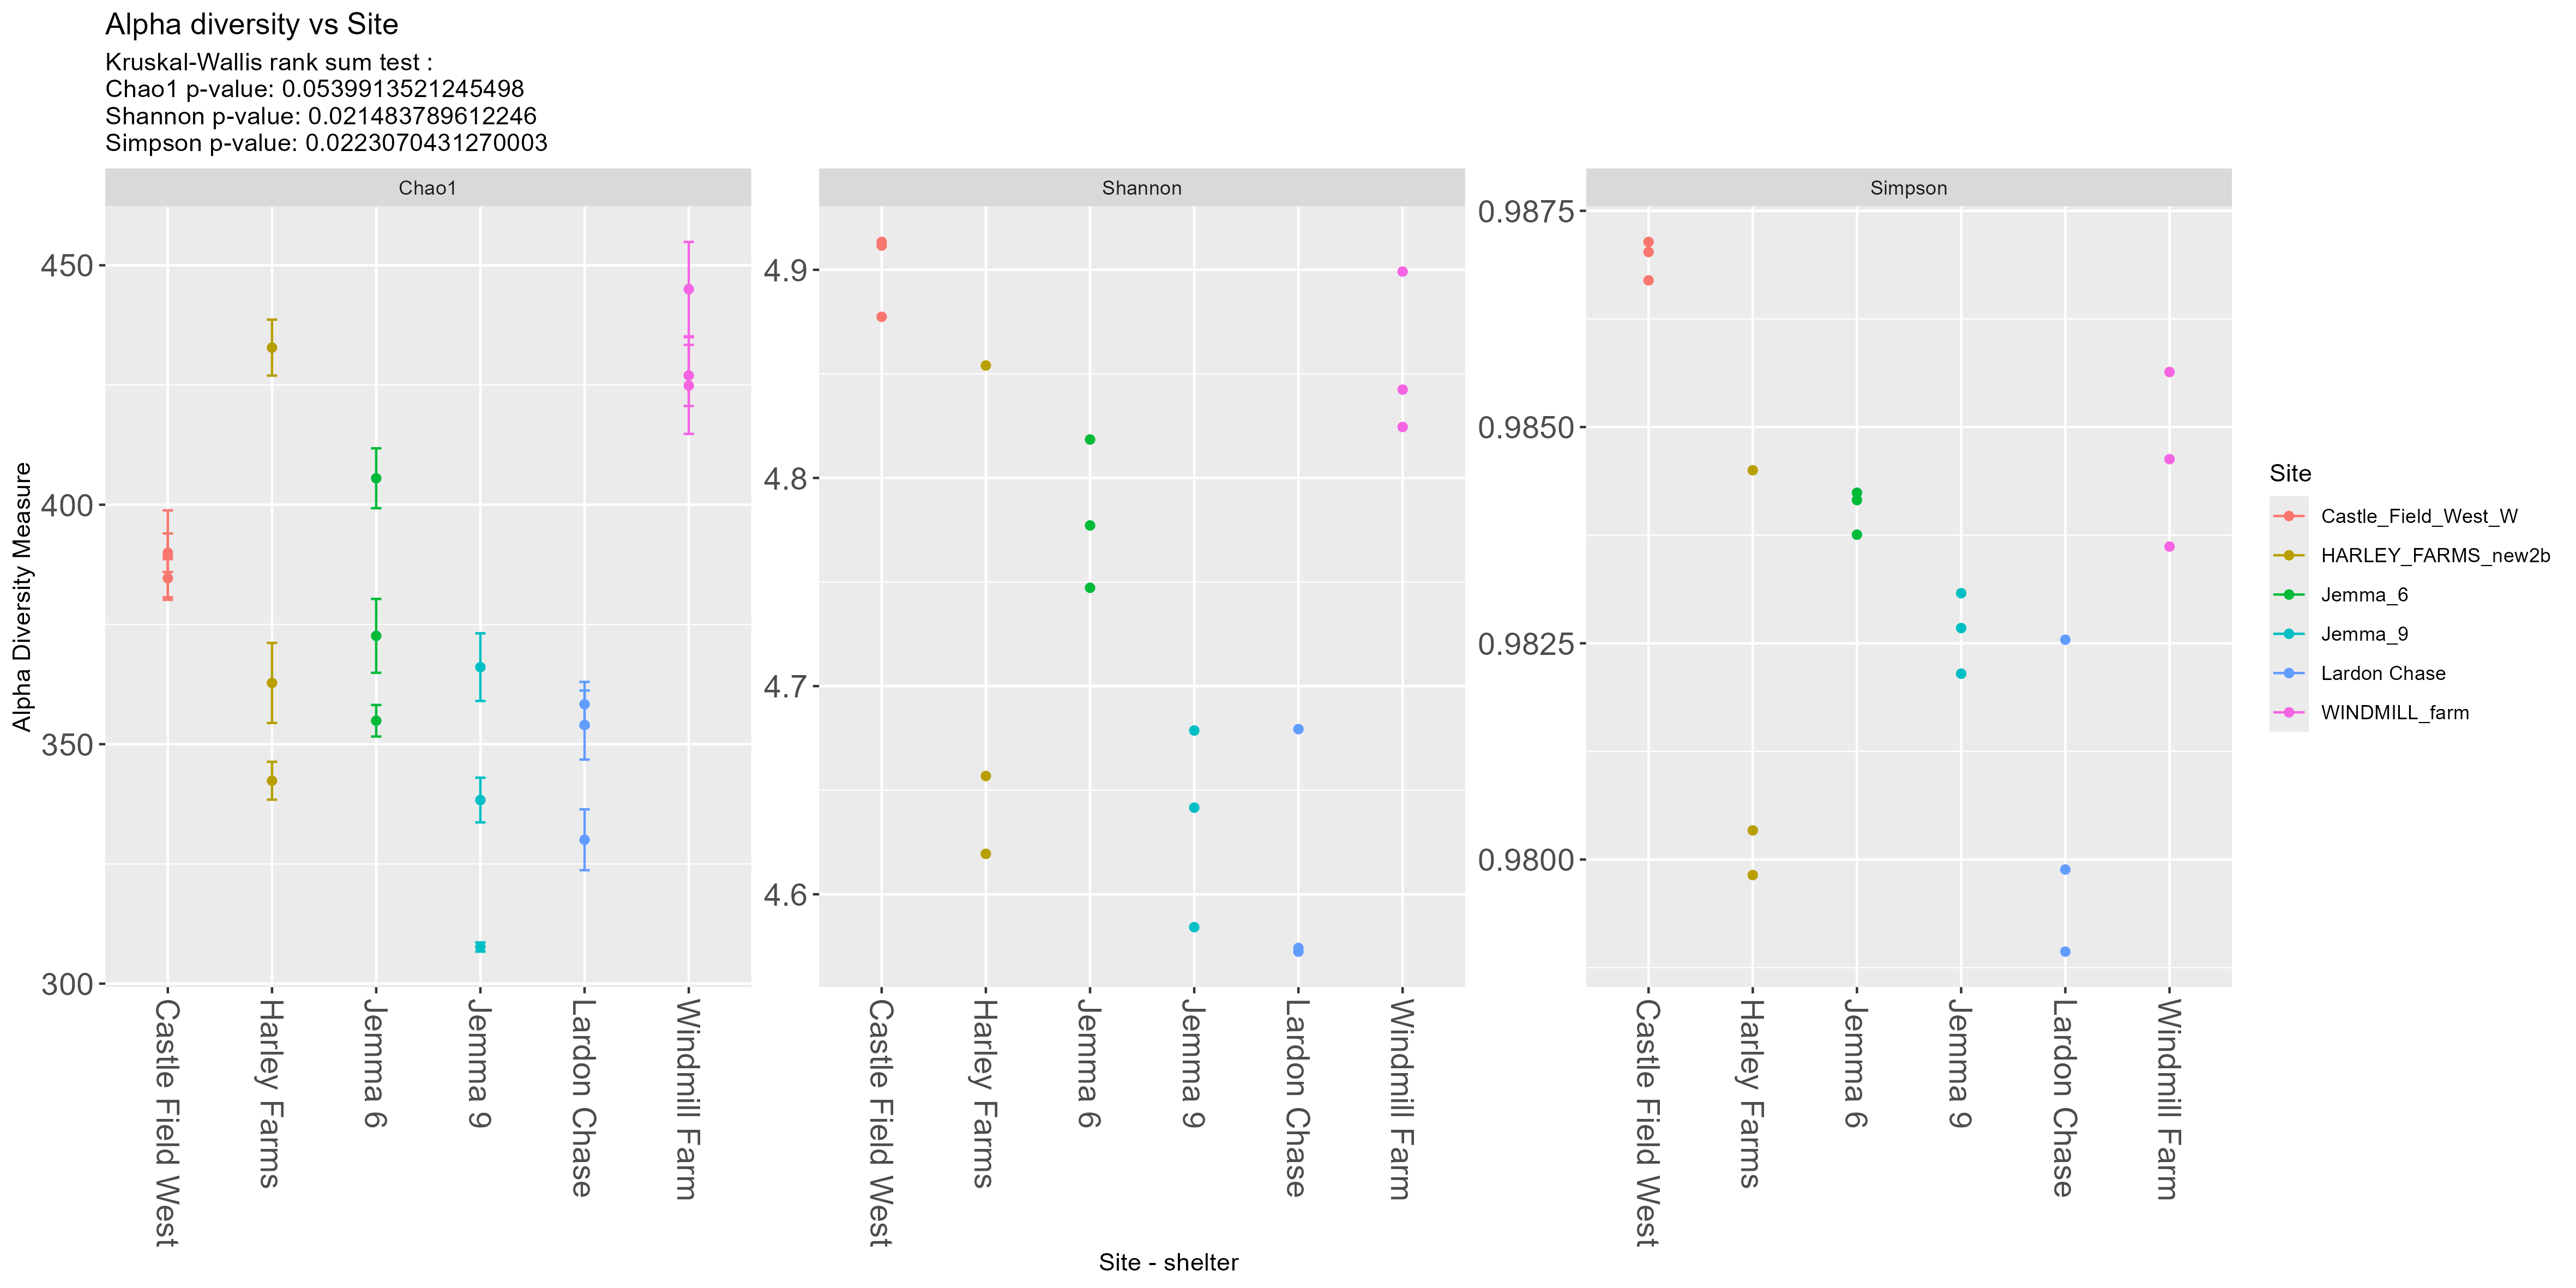 Alpha diversity vs Site
Kruskal-Wallis rank sum test :
Chao1 p-value: 0.0539913521245498
Shannon p-value: 0.021483789612246
Simpson p-value: 0.0223070431270003
Chao1
Shannon
Simpson
Alpha Diversity Measure
450
400
350
300
4.9
4.8
4.7
4.6
0.9875
0.9850
0.9825
0.9800
Castle Field West
Harley Farms
Jemma 6
Jemma 9
Lardon Chase
Windmill Farm
Castle Field West
Harley Farms
Jemma 6
Jemma 9
Lardon Chase
Windmill Farm
Castle Field West
Harley Farms
Jemma 6
Jemma 9
Lardon Chase
Windmill Farm
Site - shelter
Site
Castle_Field_West_W
HARLEY_FARMS_new2b
Jemma_6
Jemma_9
Lardon Chase
WINDMILL_farm